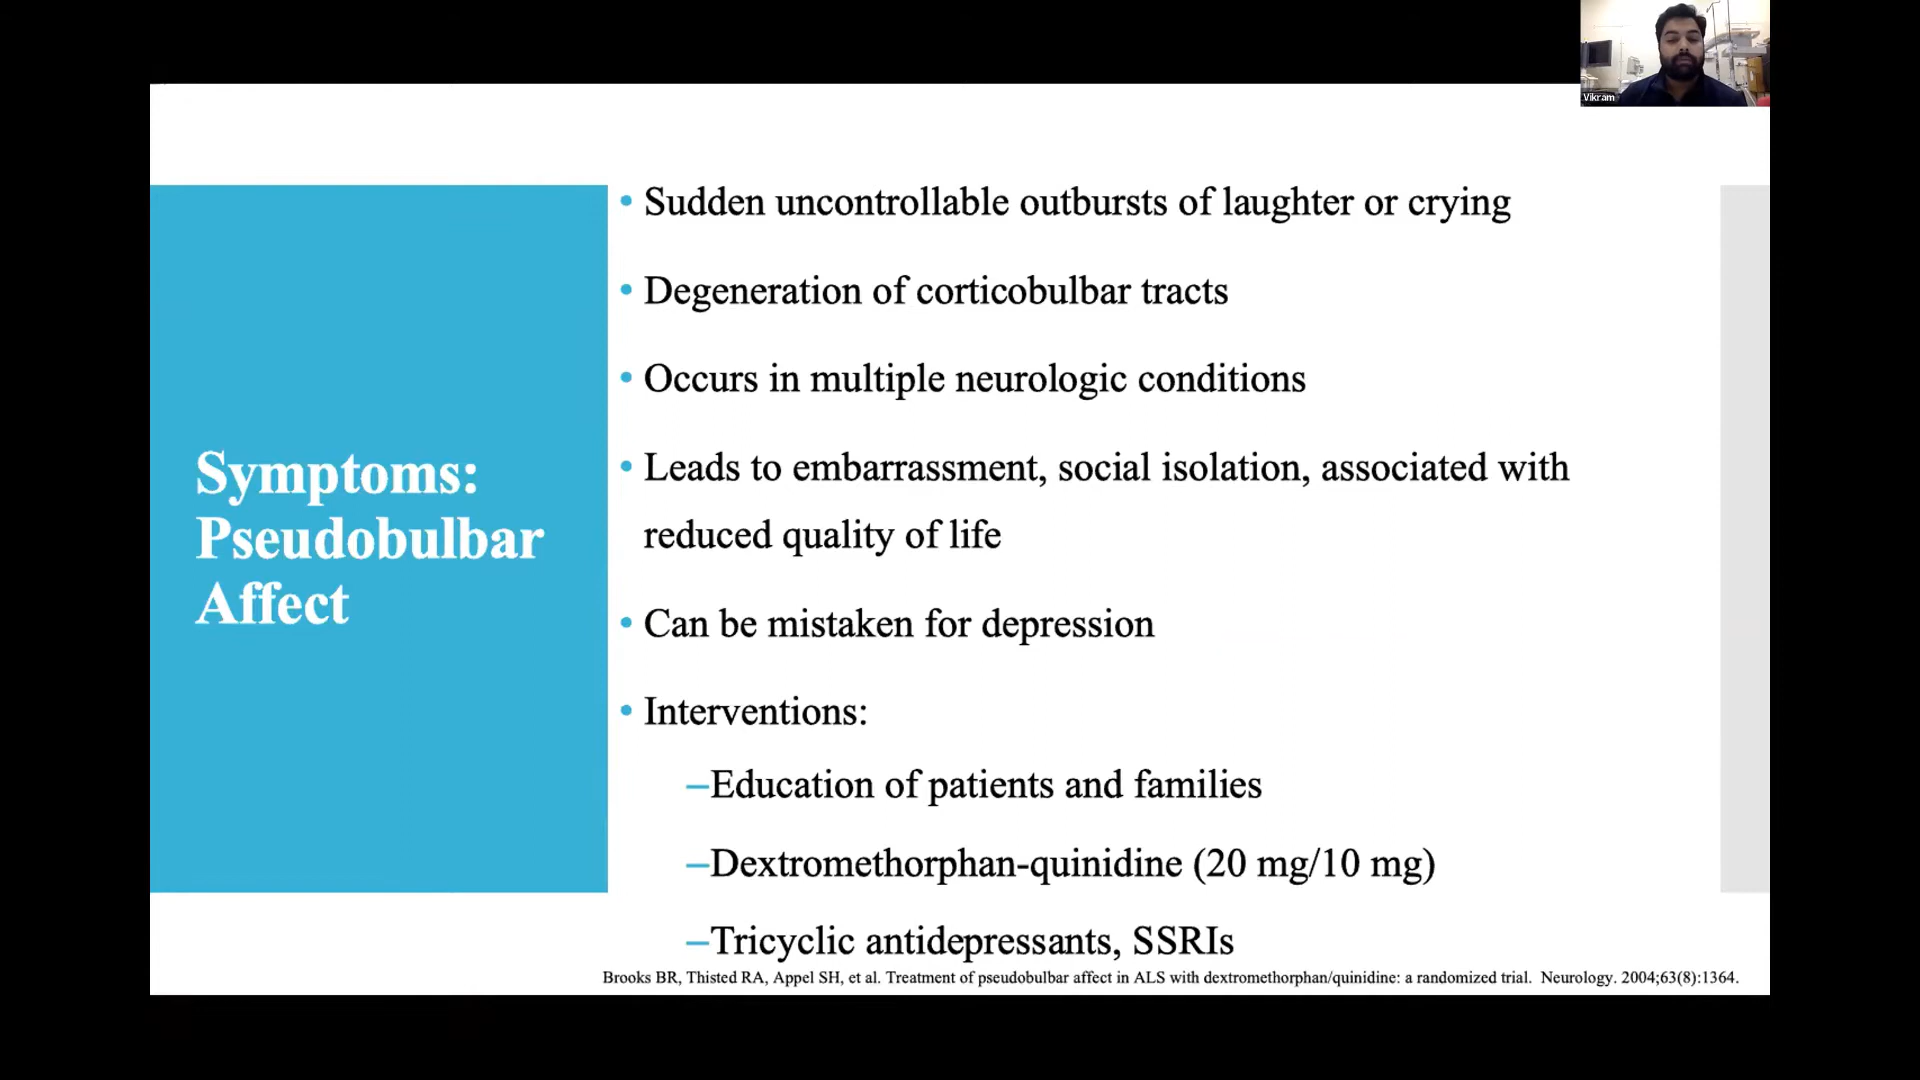 Vikram
Symptoms:
Pseudobulbar
Affect
• Sudden uncontrollable outbursts of laughter or crying
• Degeneration of corticobulbar tracts
• Occurs in multiple neurologic conditions
• Leads to embarrassment, social isolation, associated with
reduced quality of life
• Can be mistaken for depression
• Interventions:
–Education of patients and families
–Dextromethorphan-quinidine (20 mg/10 mg)
–Tricyclic antidepressants, SSRIs
Brooks BR, Thisted RA, Appel SH, et al. Treatment of pseudobulbar affect in ALS with dextromethorphan/quinidine: a randomized trial. Neurology. 2004;63(8):1364.